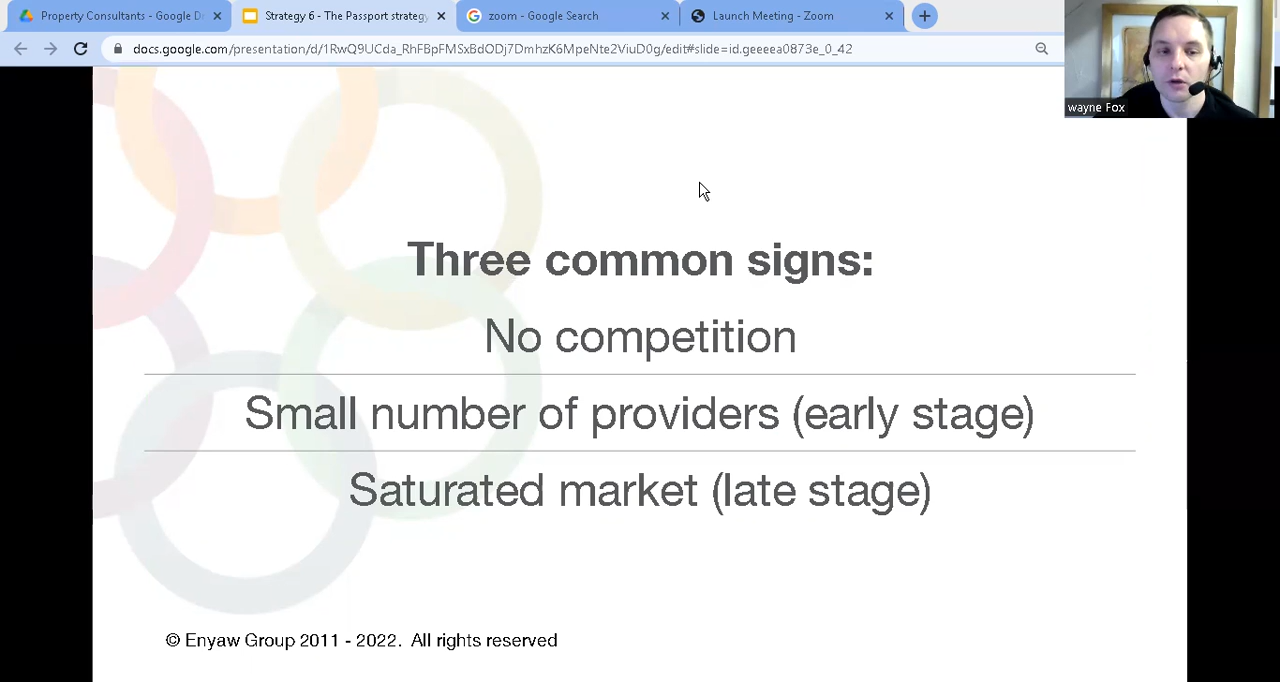 Property Consultants - Google Dr
Strategy 6 - The Passport strategy
zoom - Google Search
Launch Meeting - Zoom
docs.google.com/presentation/d/1RwQ9UCda_RhFBpFMSxBdODj7DmhzK6MpeNte2ViuD0g/edit#slide=id.geeeea0873e_0_42
wayne Fox
Three common signs:
No competition
Small number of providers (early stage)
Saturated market (late stage)
© Enyaw Group 2011 - 2022. All rights reserved